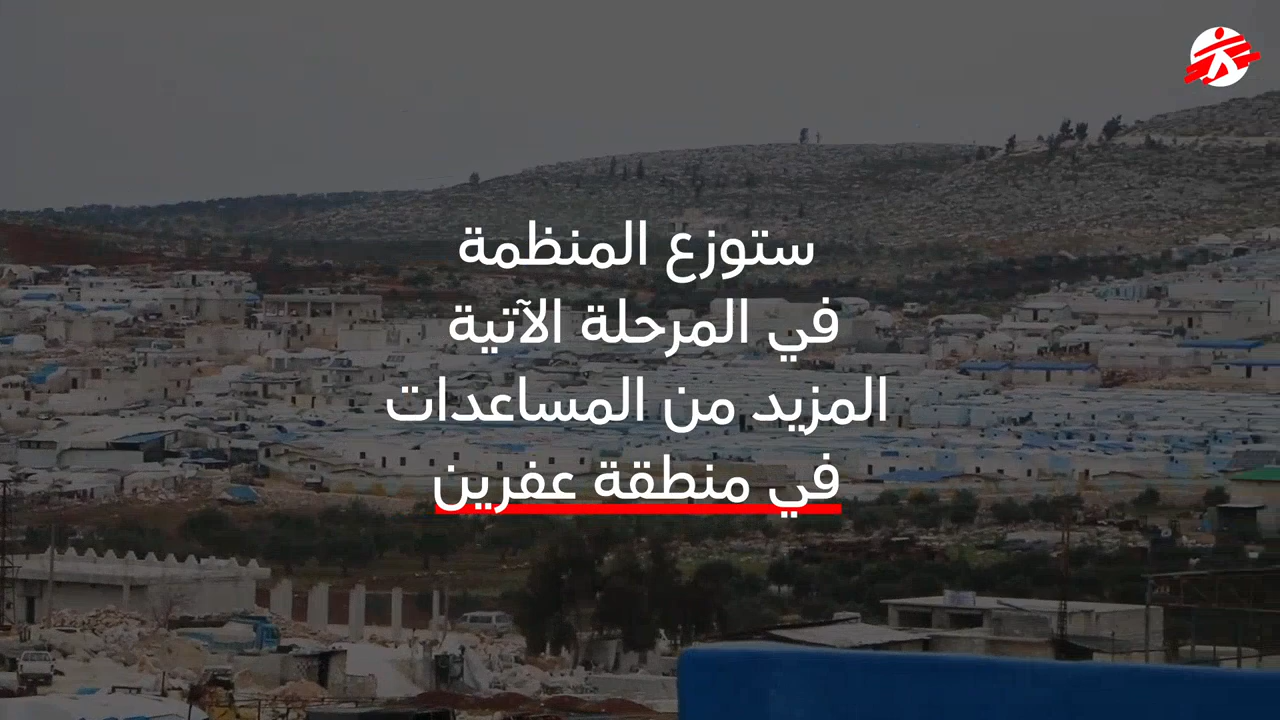 ستوزع المنظمة
في المرحلة الآتية
المزيد من المساعدات
في منطقة عفرين